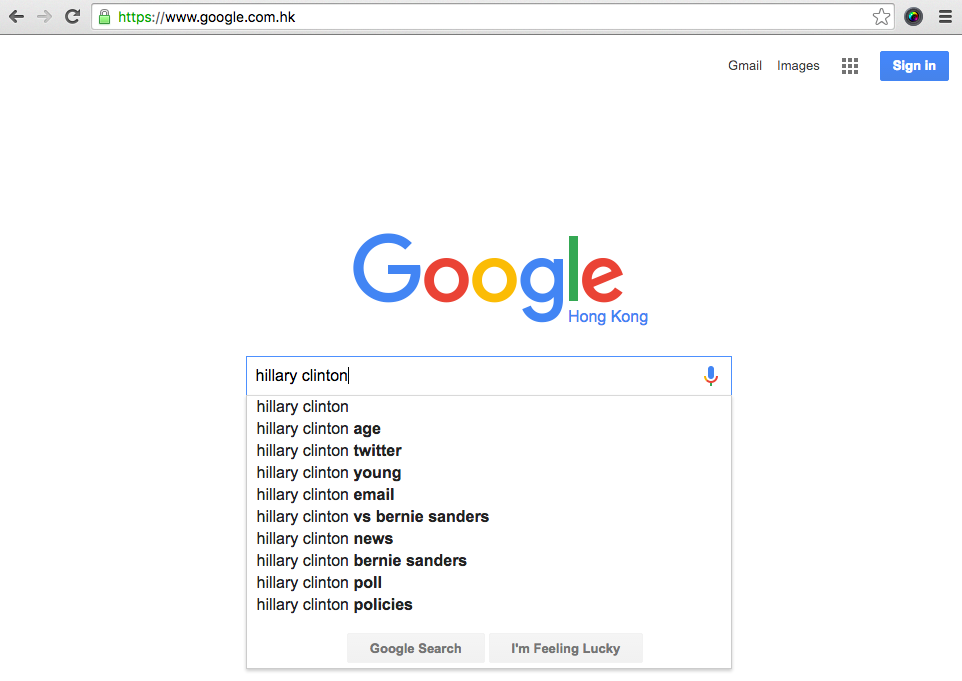 https://www.google.com.hk
Gmail Images Sign in
Google
Hong Kong
hillary clinton
hillary clinton
hillary clinton age
hillary clinton twitter
hillary clinton young
hillary clinton email
hillary clinton vs bernie sanders
hillary clinton news
hillary clinton bernie sanders
hillary clinton poll
hillary clinton policies
Google Search I'm Feeling Lucky